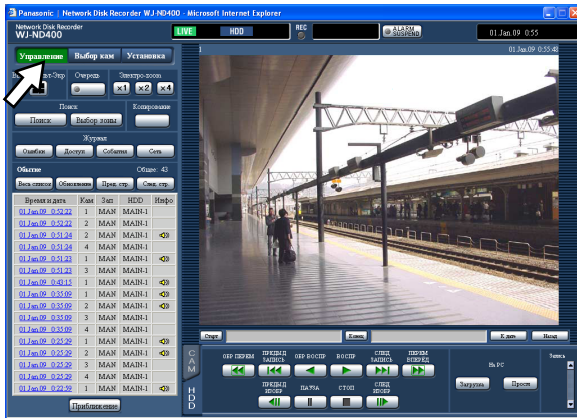 Panasonic | Network Disk Recorder WJ-ND400 - Microsoft Internet Explorer
Network Disk Recorder
WJ-ND400
LIVE HDD REC ALARM SUSPEND 01.Jan.09 0:55
Управление Выбор кам Установка
1 01.Jan.09 0:55:48
Очередь Электро-зоом
x1 x2 x4
Поиск Копирование
Поиск Выбор зоны
Журнал
Ошибки Доступ События Сеть
Обытие Общее: 43
Весь список Обновление Пред. стр. След. стр.
Время и дата Кам Зап HDD Инфо
01.Jan.09 0:52:22 1 MAN MAIN-1
01.Jan.09 0:52:22 2 MAN MAIN-1
01.Jan.09 0:51:24 2 MAN MAIN-1
01.Jan.09 0:51:24 4 MAN MAIN-1
01.Jan.09 0:51:23 1 MAN MAIN-1
01.Jan.09 0:51:23 3 MAN MAIN-1
01.Jan.09 0:43:15 1 MAN MAIN-1
01.Jan.09 0:35:09 1 MAN MAIN-1
01.Jan.09 0:35:09 2 MAN MAIN-1
01.Jan.09 0:35:09 3 MAN MAIN-1
01.Jan.09 0:35:09 4 MAN MAIN-1
01.Jan.09 0:25:29 1 MAN MAIN-1
01.Jan.09 0:25:29 2 MAN MAIN-1
01.Jan.09 0:25:29 3 MAN MAIN-1
01.Jan.09 0:25:29 4 MAN MAIN-1
01.Jan.09 0:22:59 1 MAN MAIN-1
Приближение
Старт Конец К дате Назад
CAM
HDD
ОБР ПЕРЕМ ПРЕДЫД ЗАПИСЬ ОБР ВОСПР ВОСПР СЛЕД ЗАПИСЬ ПЕРЕМ ВПЕРЁД
ПРЕДЫД ИЗОБР ПАУЗА СТОП СЛЕД ИЗОБР
На PC
Загрузка Просм
Запись